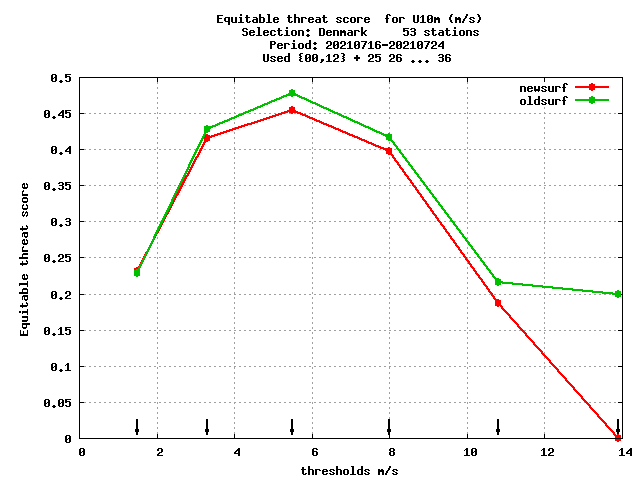 Equitable threat score  for U10m (m/s)
Selection: Denmark     53 stations
Period: 20210716-20210724
Used {00,12} + 25 26 ... 36
newsurf
oldsurf
0.5
0.45
0.4
0.35
0.3
0.25
0.2
0.15
0.1
0.05
0
Equitable threat score
0 2 4 6 8 10 12 14
thresholds m/s